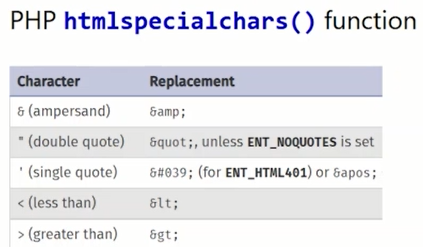 PHP htmlspecialchars() function
Character Replacement
& (ampersand) &amp;
" (double quote) &quot;, unless ENT_NOQUOTES is set
' (single quote) &#039; (for ENT_HTML401) or &apos;
< (less than) &lt;
> (greater than) &gt;